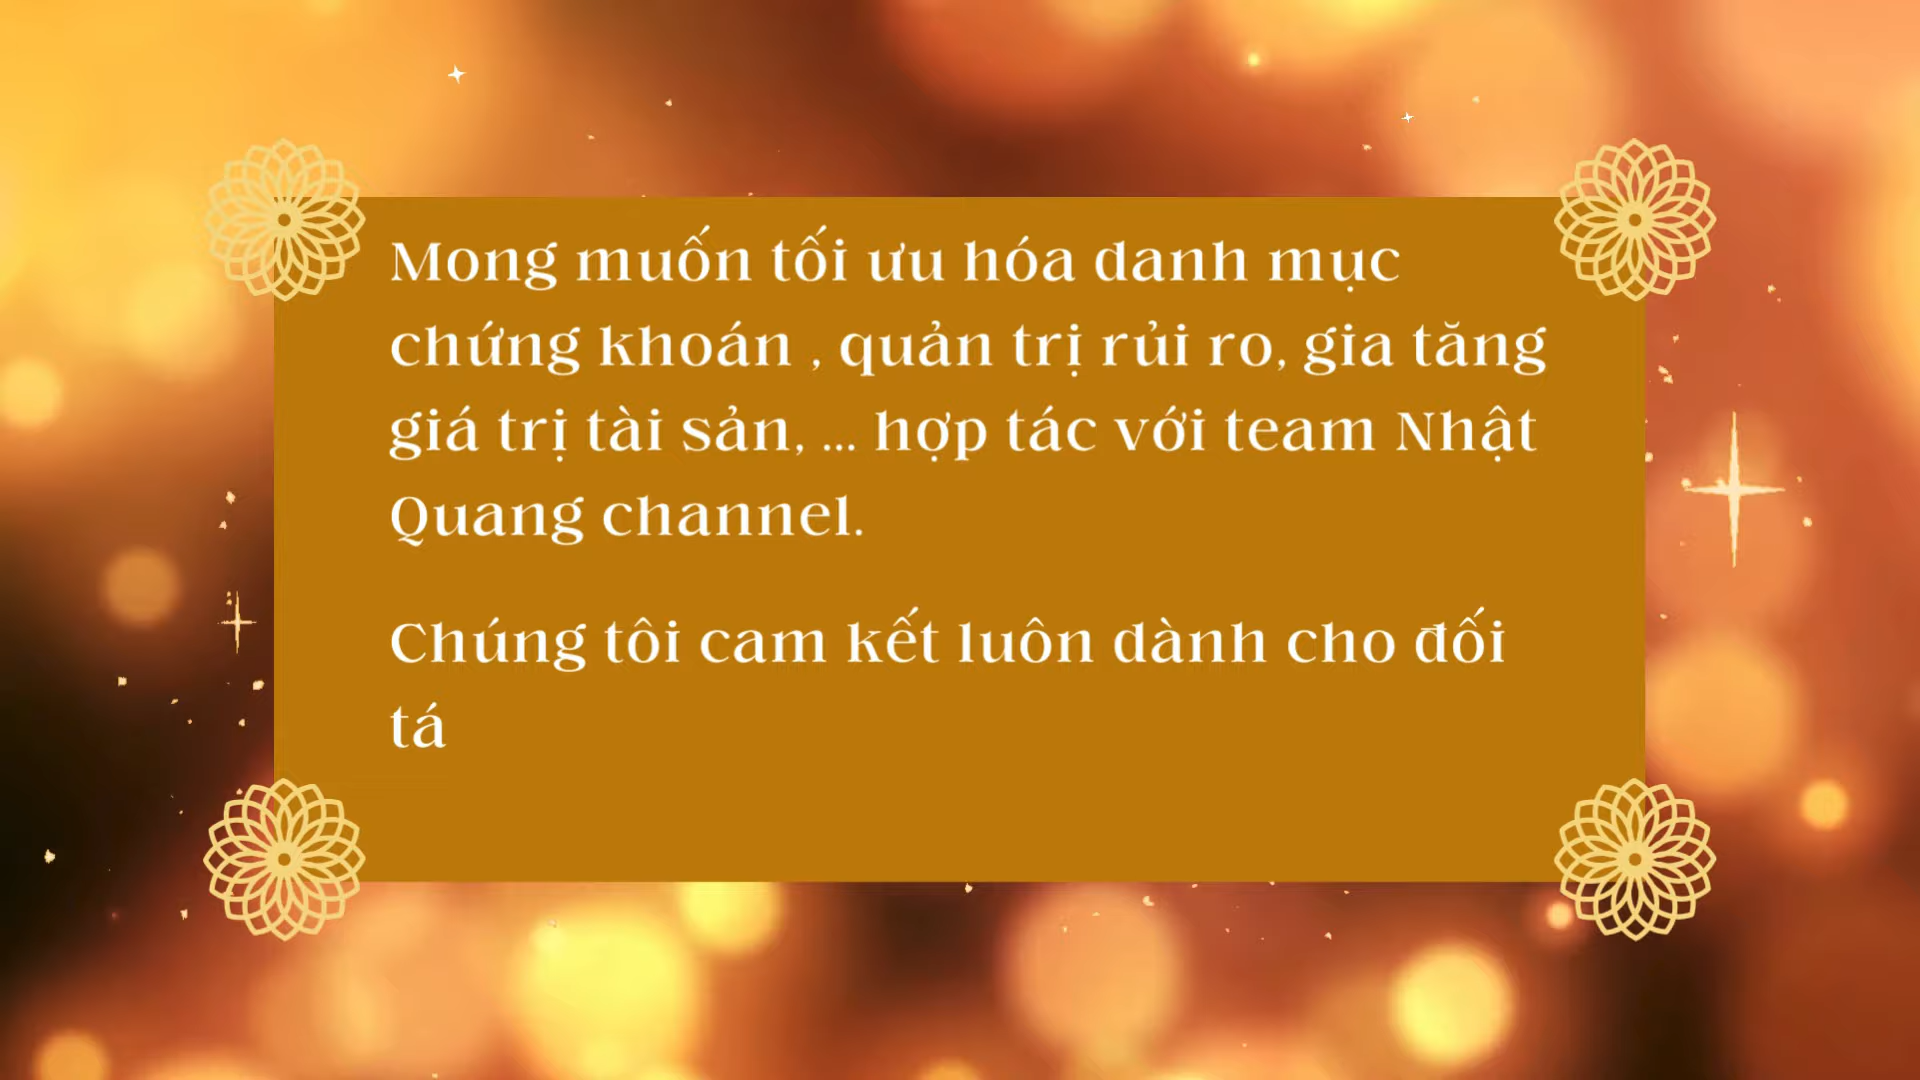 Mong muốn tối ưu hóa danh mục
chứng khoán , quản trị rủi ro, gia tăng
giá trị tài sản, ... hợp tác với team Nhật
Quang channel.
Chúng tôi cam kết luôn dành cho đối
tá